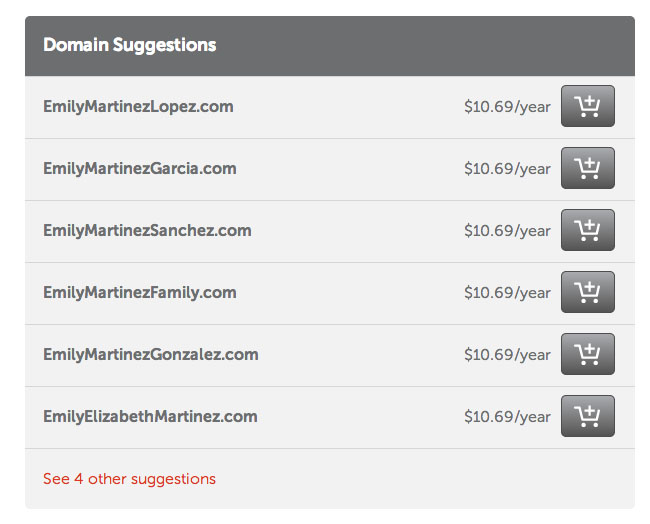 Domain Suggestions
EmilyMartinezLopez.com $10.69/year
EmilyMartinezGarcia.com $10.69/year
EmilyMartinezSanchez.com $10.69/year
EmilyMartinezFamily.com $10.69/year
EmilyMartinezGonzalez.com $10.69/year
EmilyElizabethMartinez.com $10.69/year
See 4 other suggestions